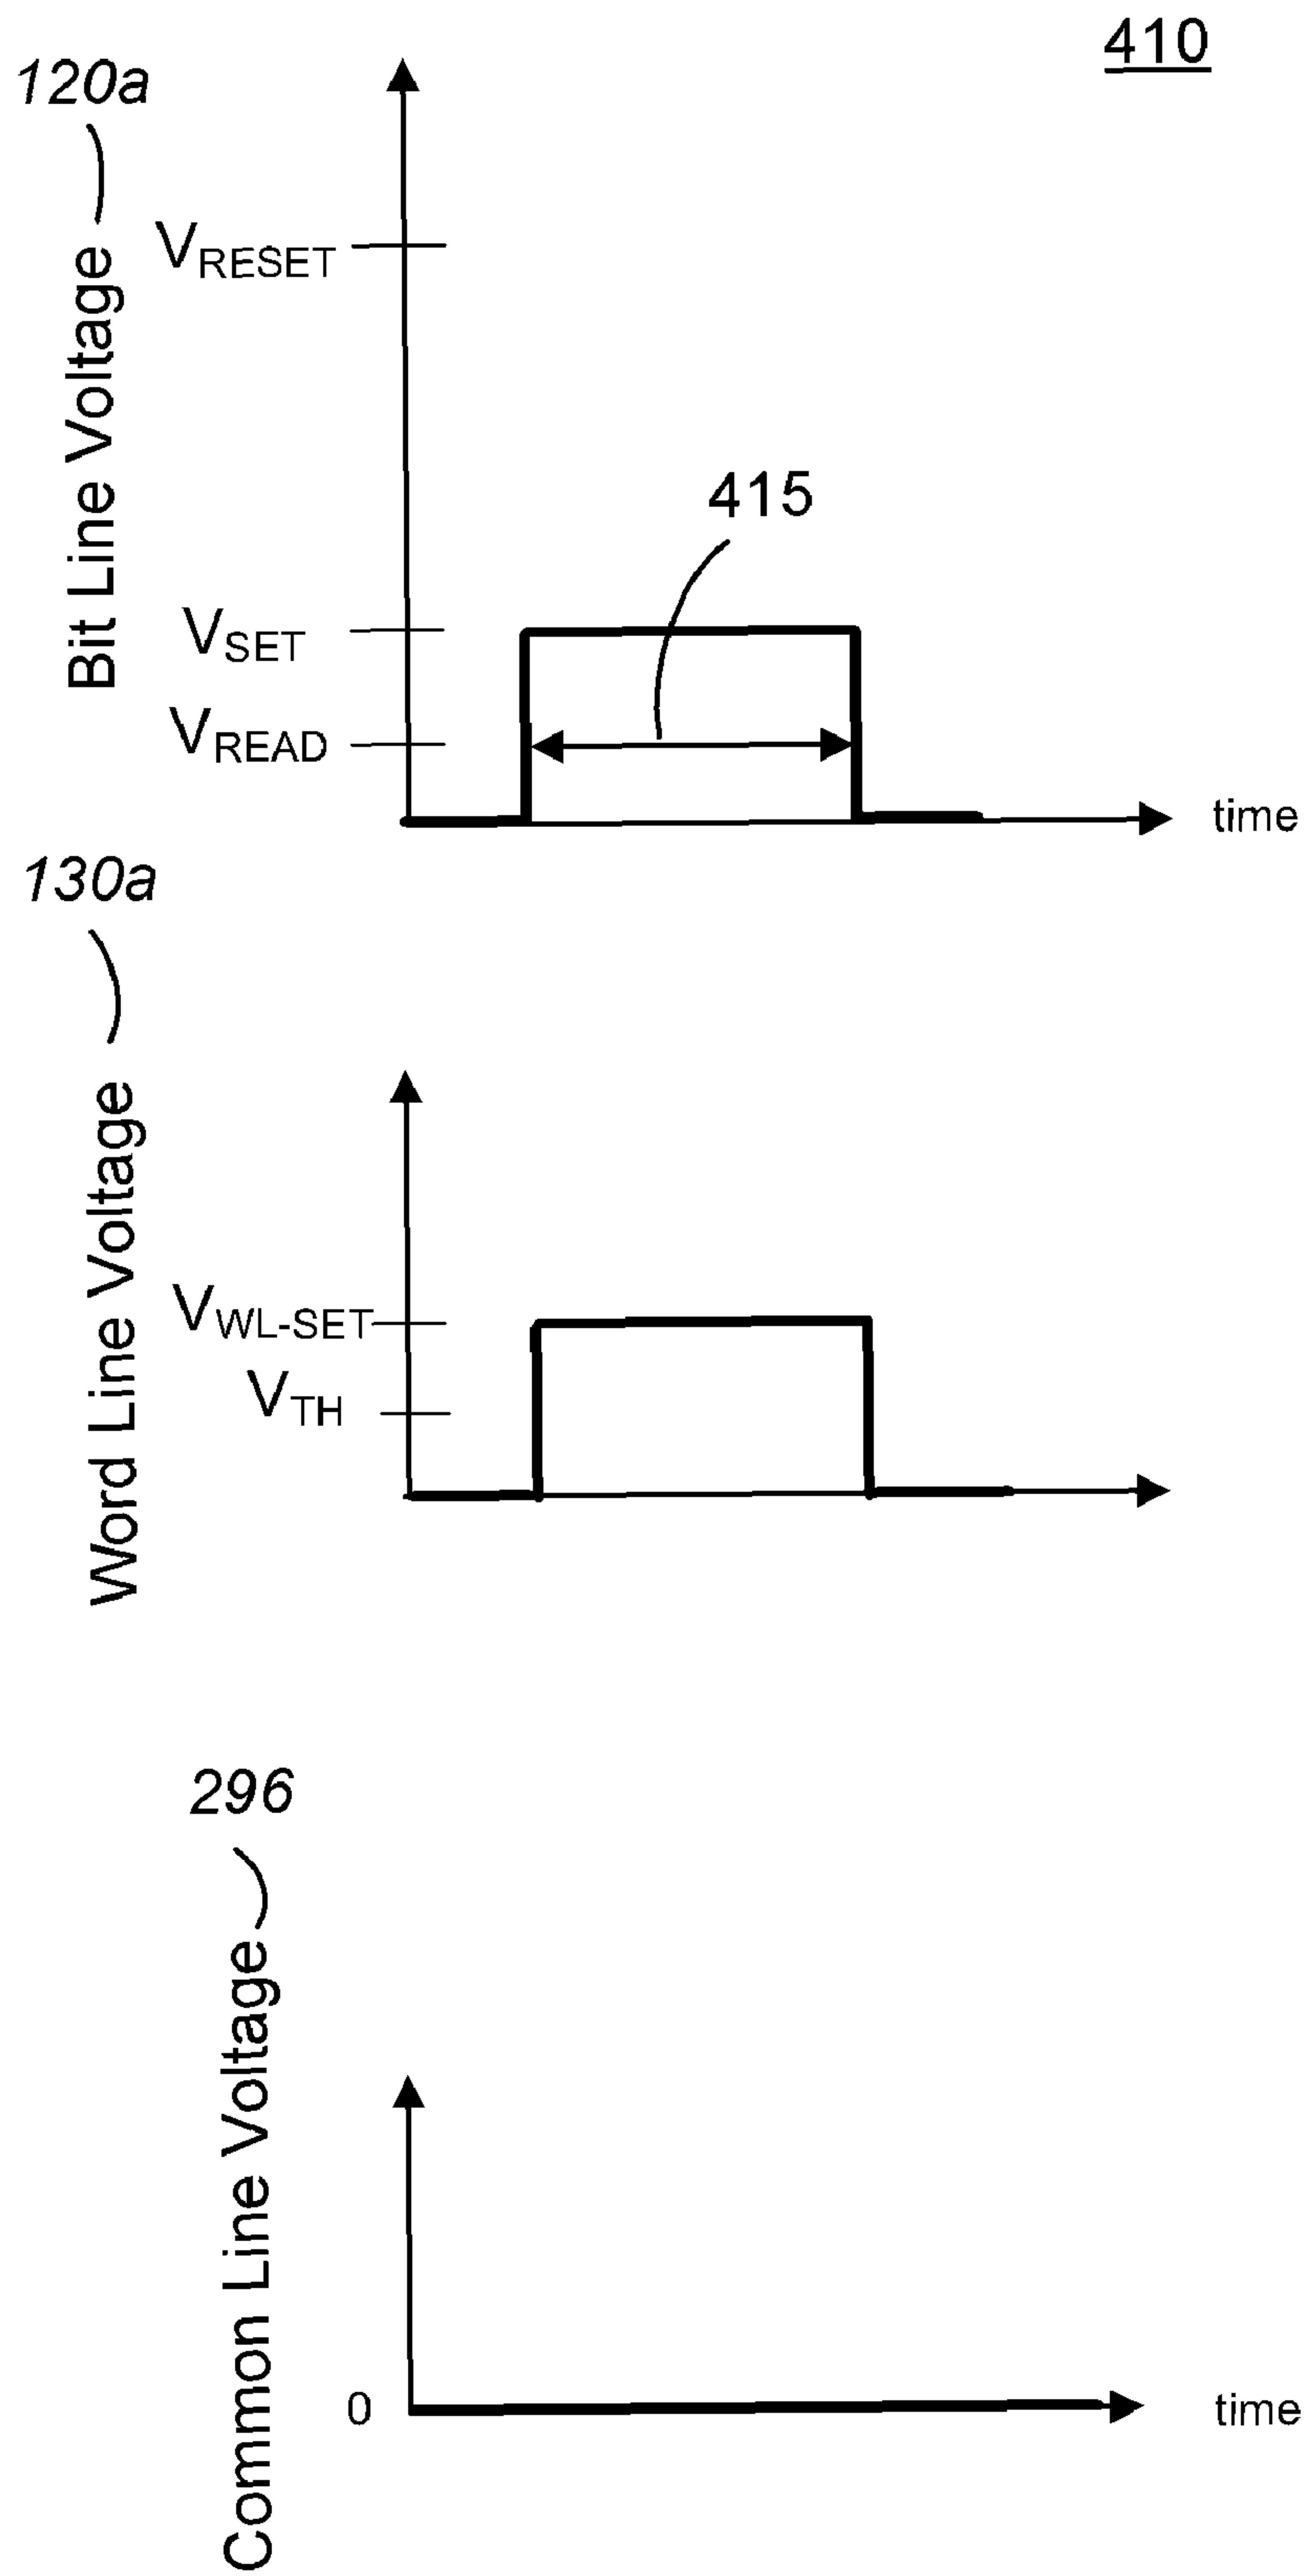 410
120a
Bit Line Voltage
VRESET
415
VSET
VREAD
time
130a
Word Line Voltage
VWL-SET
VTH
296
Common Line Voltage
0
time